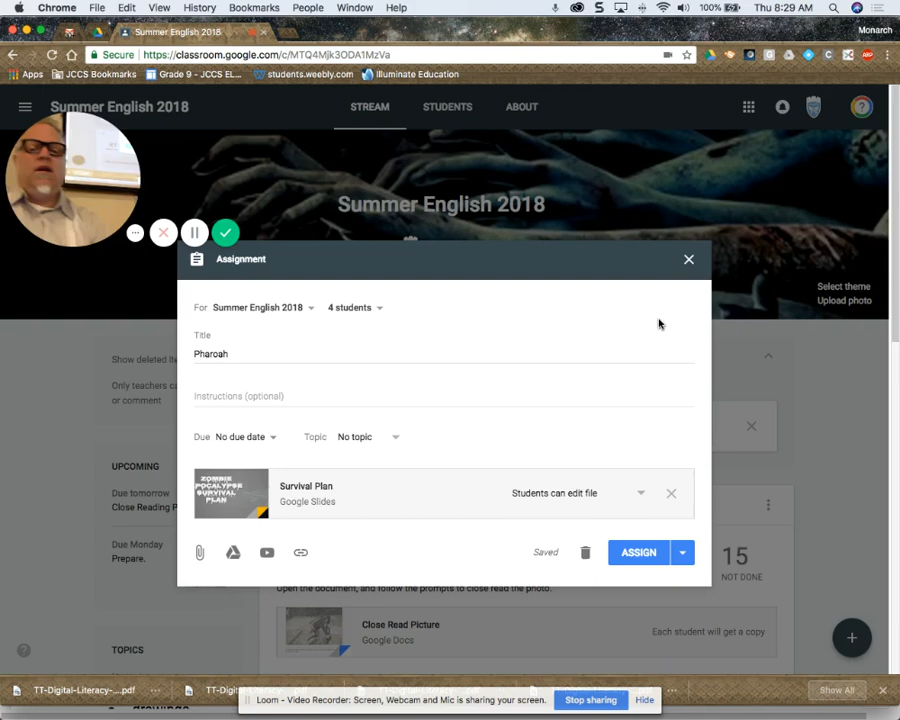 Chrome File Edit View History Bookmarks People Window Help
100% Thu 8:29 AM
Summer English 2018
Monarch
Secure https://classroom.google.com/c/MTQ4Mjk3ODA1MzVa
Apps JCCS Bookmarks Grade 9 - JCCS EL... students.weebly.com Illuminate Education
Summer English 2018 STREAM STUDENTS ABOUT
Summer English 2018
Select theme
Upload photo
Assignment
For Summer English 2018 4 students
Title
Pharoah
Instructions (optional)
Due No due date Topic No topic
ZOMBIE
POCALYPSE
SURVIVAL
PLAN
Survival Plan
Google Slides
Students can edit file
Saved ASSIGN
Show deleted ite
Only teachers ca
or comment
UPCOMING
Due tomorrow
Close Reading P
Due Monday
Prepare.
TOPICS
15
NOT DONE
Open the document, and follow the prompts to close read the photo.
Close Read Picture
Google Docs
Each student will get a copy
TT-Digital-Literacy-....pdf
Show All
Loom - Video Recorder: Screen, Webcam and Mic is sharing your screen. Stop sharing Hide